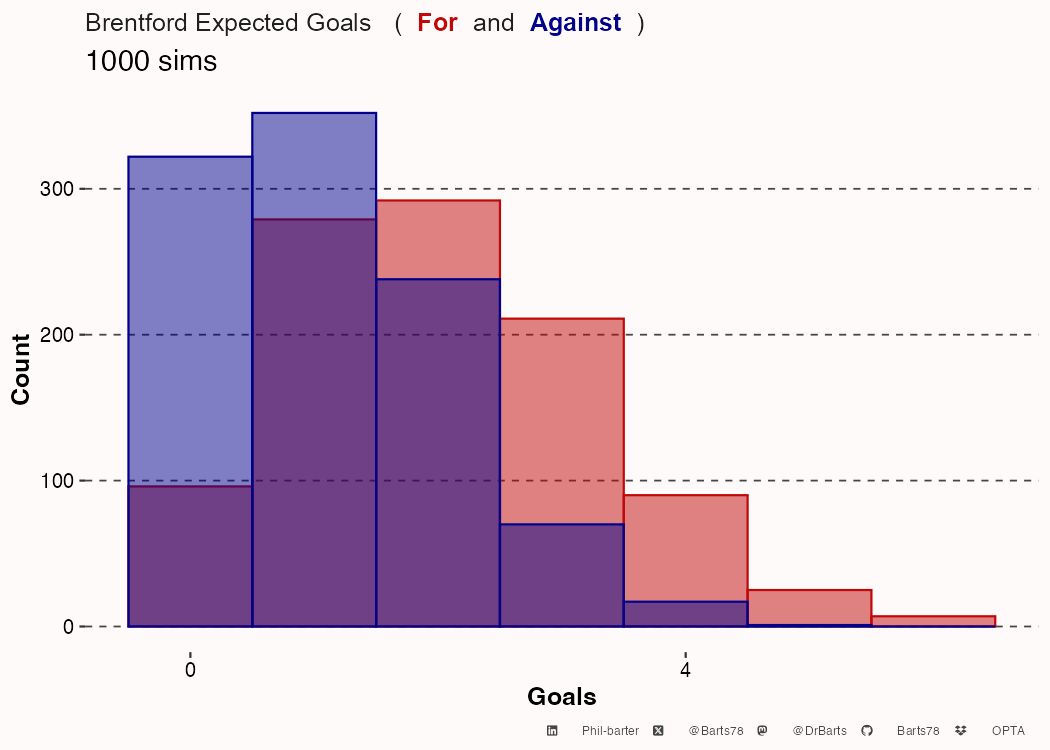 Brentford Expected Goals ( For and Against )
1000 sims
300
200
100
0
Count
0 4
Goals
Phil-barter @Barts78 @DrBarts Barts78 OPTA